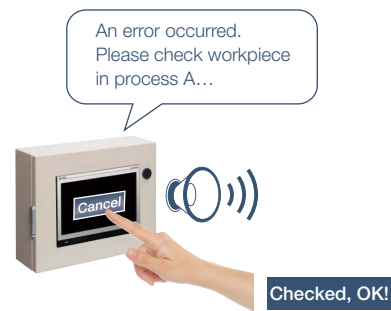 An error occurred.
Please check workpiece
in process A…
Cancel
Checked, OK!